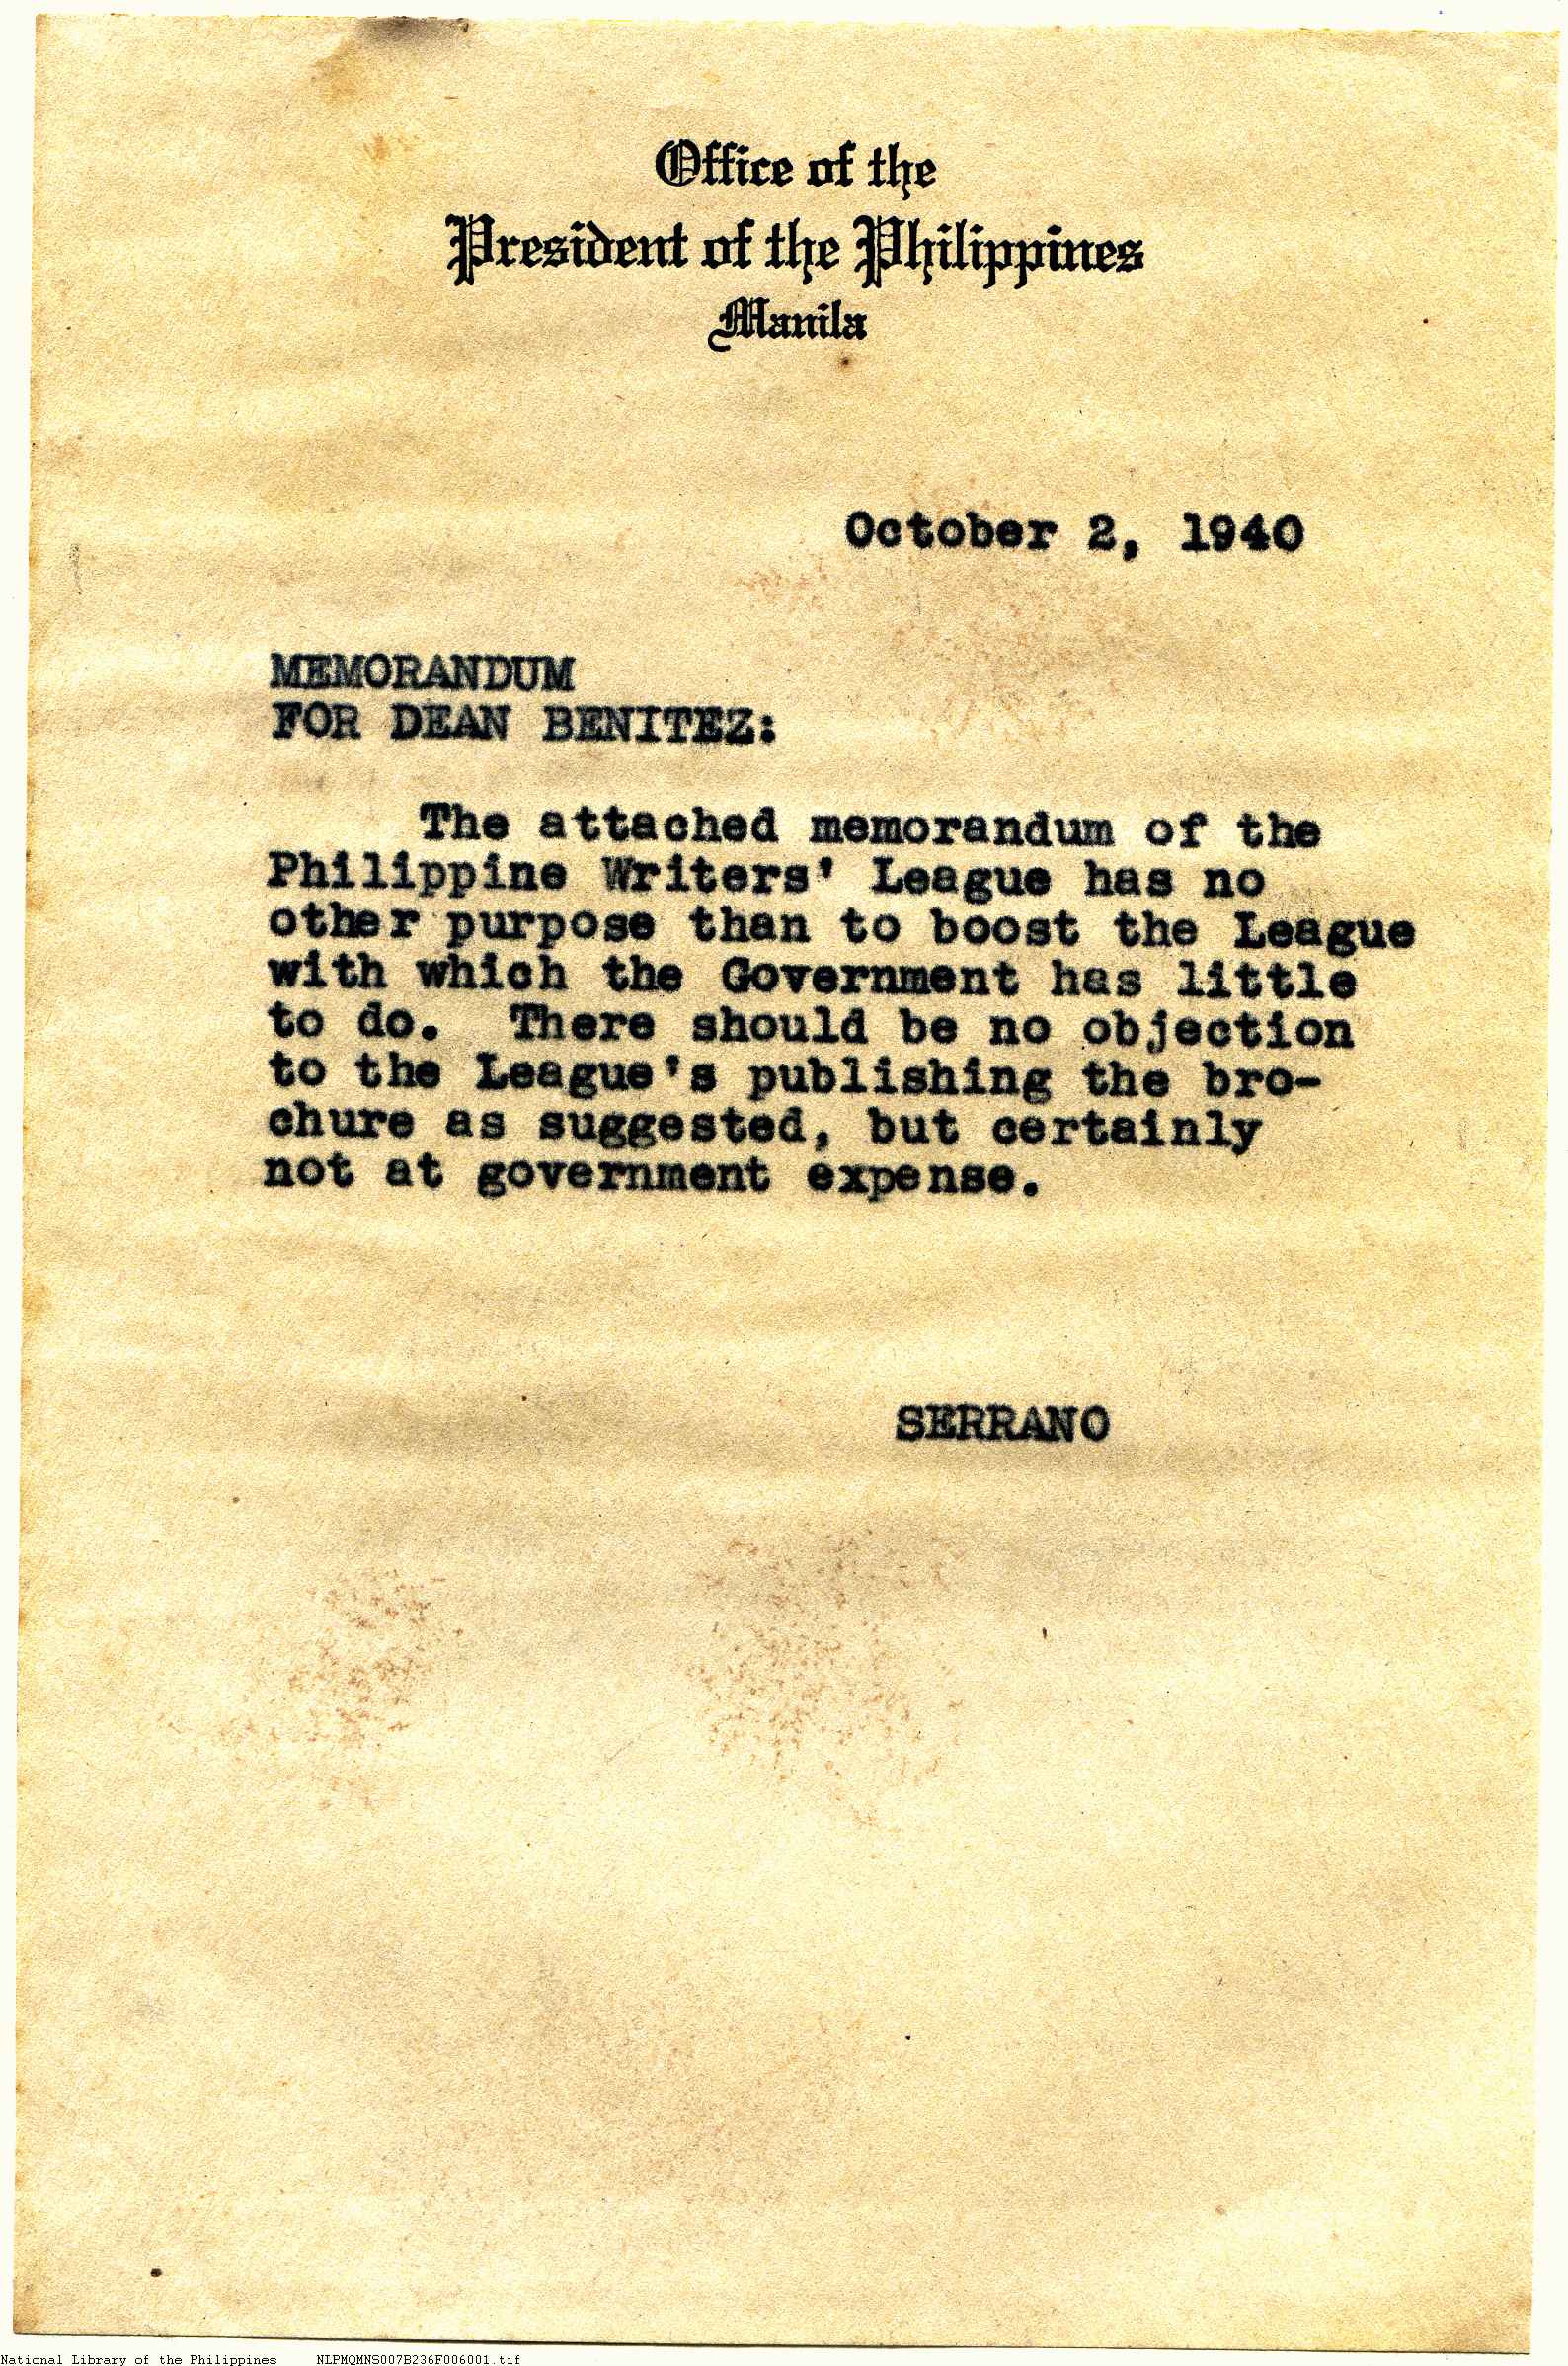 Office of the
President of the Philippines
Manila
October 2, 1940
MEMORANDUM
FOR DEAN BENITEZ:
The attached memorandum of the
Philippine Writers' League has no
other purpose than to boost the League
with which the Government has little
to do. There should be no objection
to the League's publishing the bro-
chure as suggested, but certainly
not at government expense.
SERRANO
National Library of the Philippines NLPMQMNS007B236F006001.tif